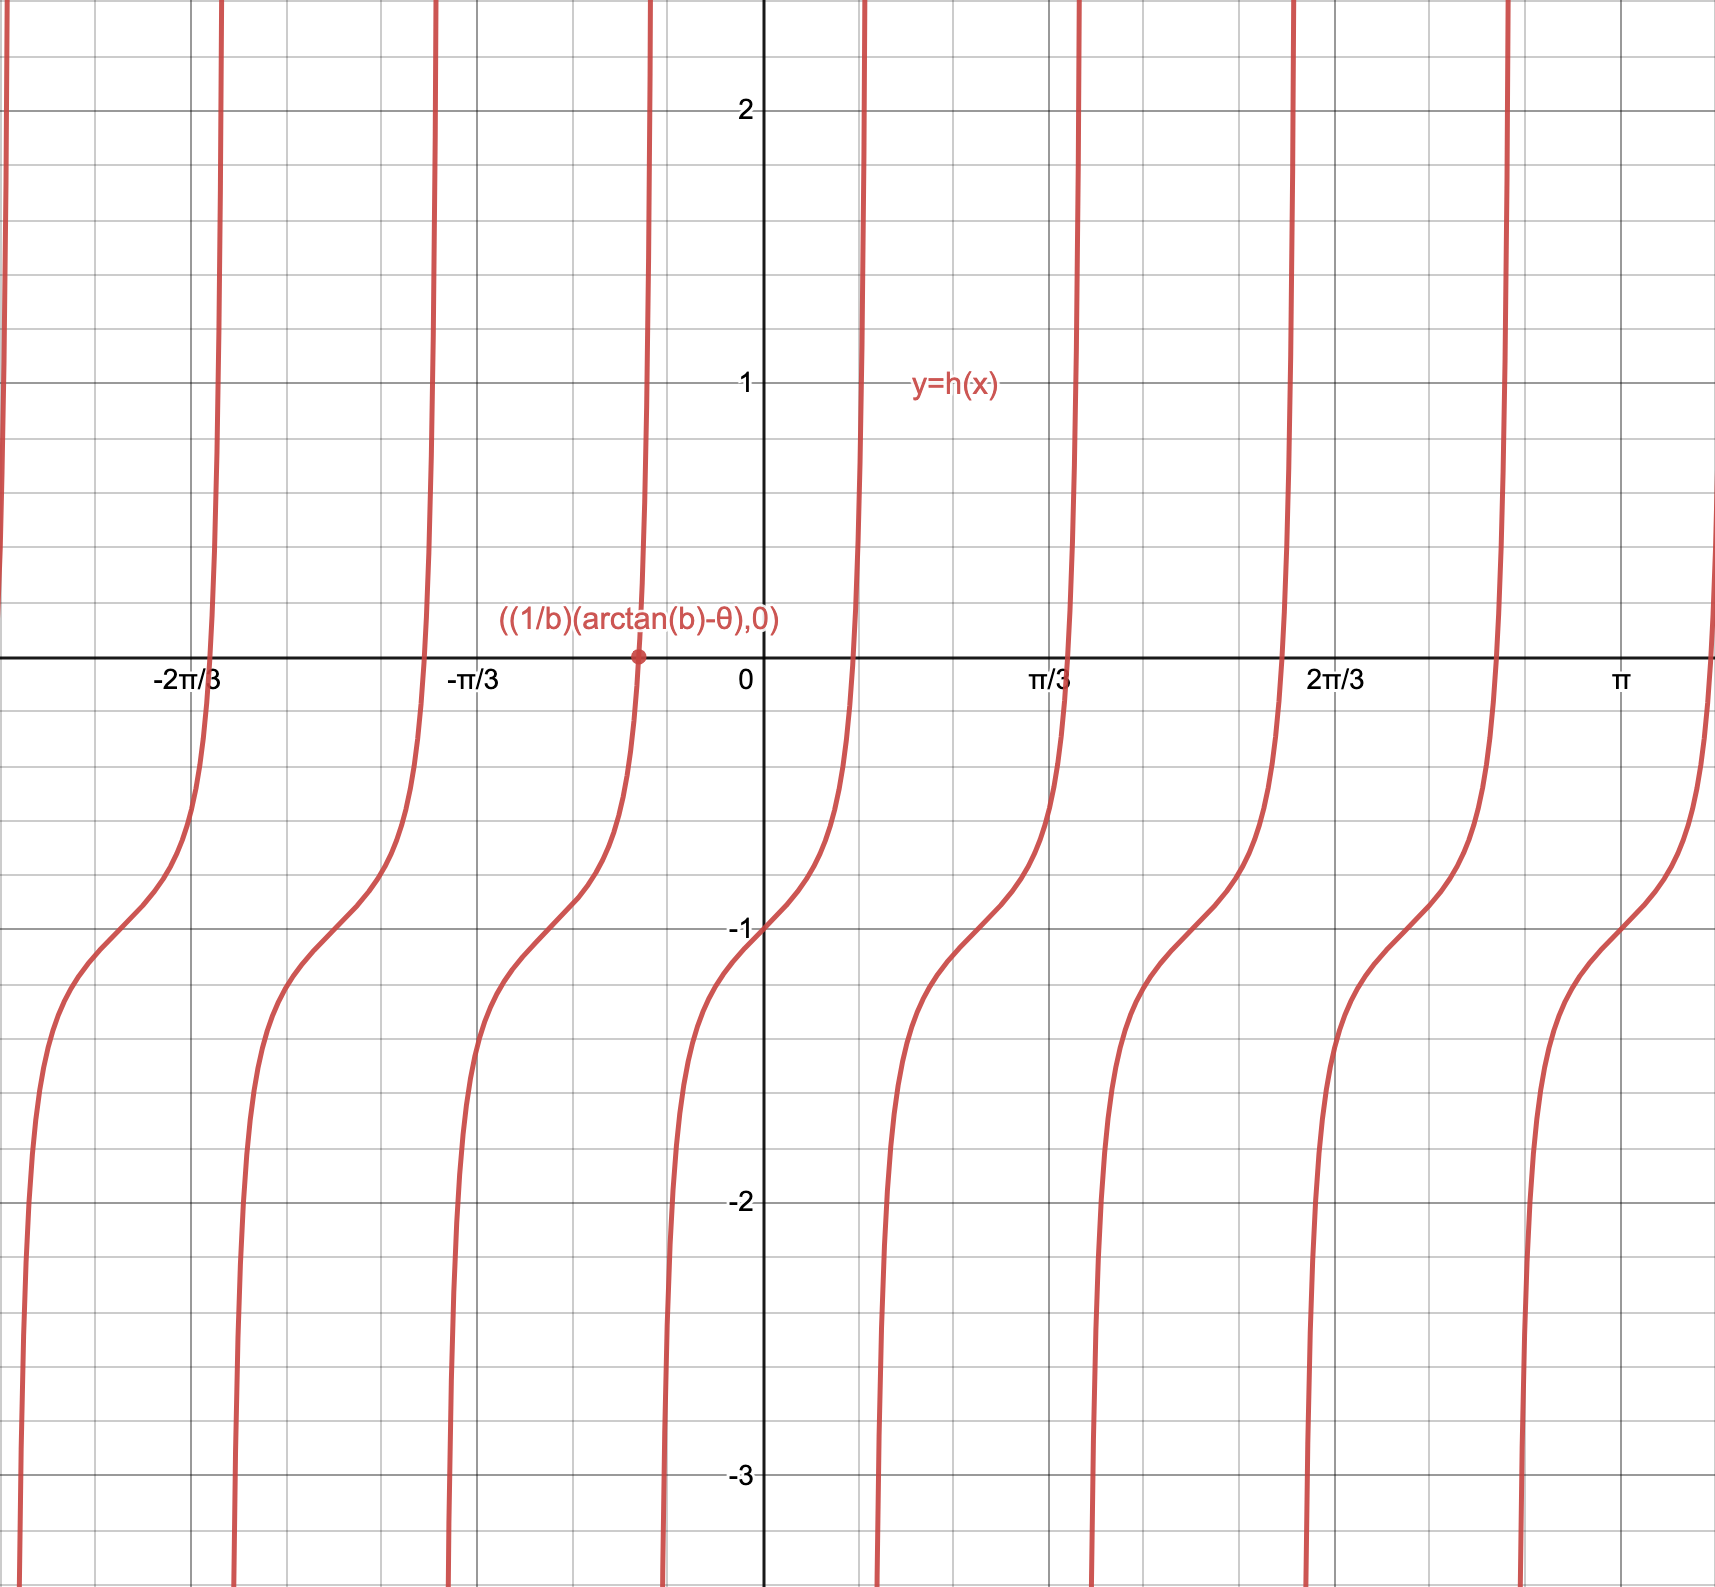 2
1
y=h(x)
((1/b)(arctan(b)-θ),0)
-2π/3
-π/3
0
π/3
2π/3
π
-1
-2
-3